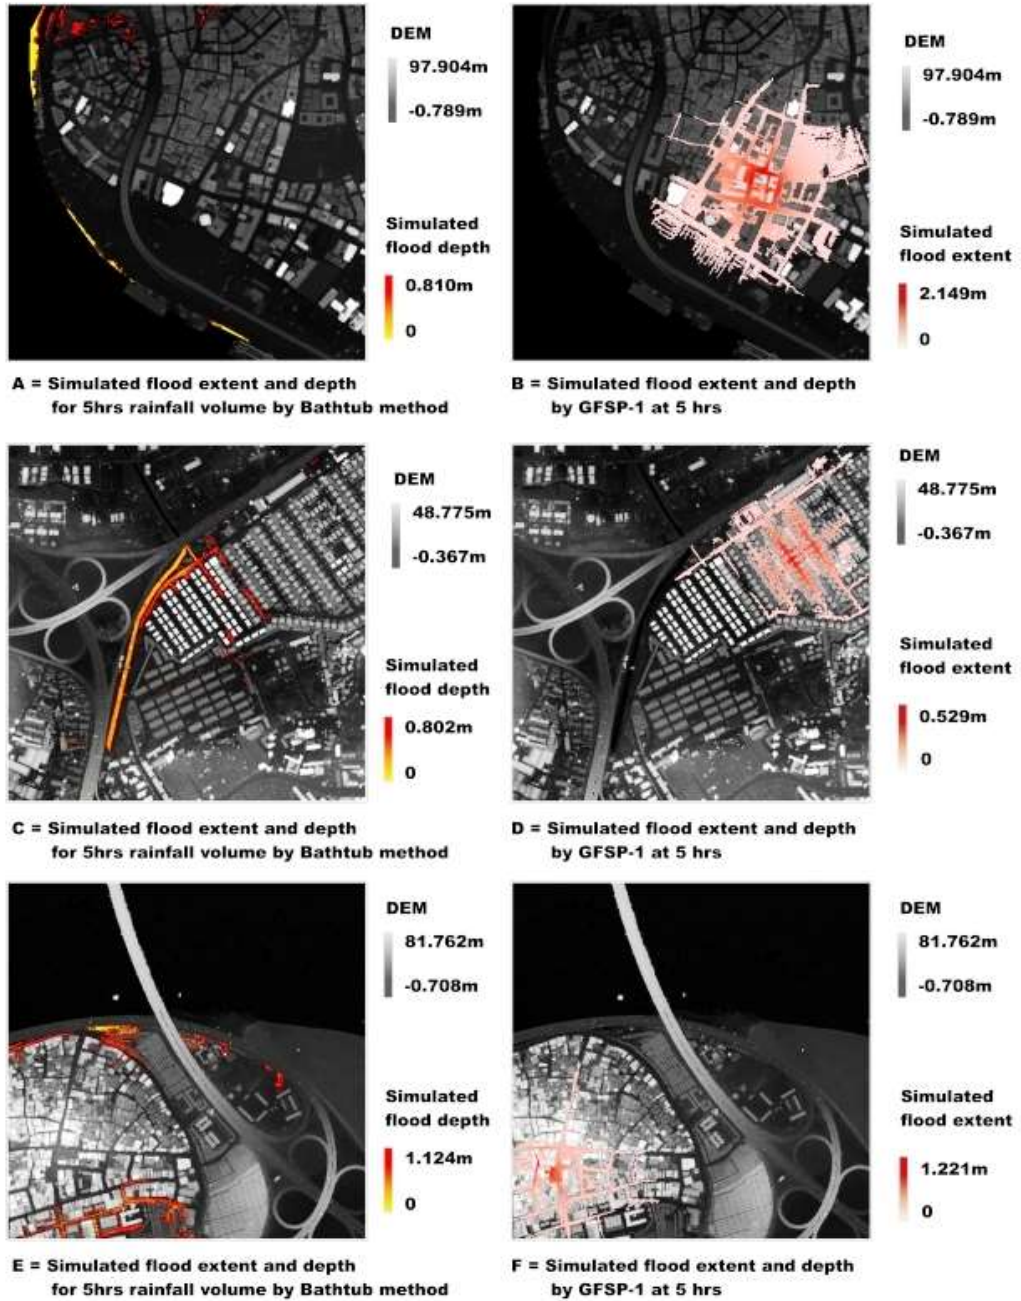 DEM
97.904m
-0.789m
Simulated
flood depth
0.810m
0
DEM
97.904m
-0.789m
Simulated
flood extent
2.149m
0
A = Simulated flood extent and depth
for 5hrs rainfall volume by Bathtub method
B = Simulated flood extent and depth
by GFSP-1 at 5 hrs
DEM
48.775m
-0.367m
Simulated
flood depth
0.802m
0
DEM
48.775m
-0.367m
Simulated
flood extent
0.529m
0
C = Simulated flood extent and depth
for 5hrs rainfall volume by Bathtub method
D = Simulated flood extent and depth
by GFSP-1 at 5 hrs
DEM
81.762m
-0.708m
Simulated
flood depth
1.124m
0
DEM
81.762m
-0.708m
Simulated
flood extent
1.221m
0
E = Simulated flood extent and depth
for 5hrs rainfall volume by Bathtub method
F = Simulated flood extent and depth
by GFSP-1 at 5 hrs